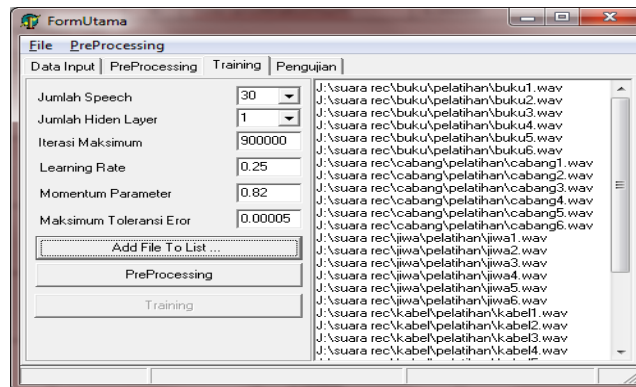 FormUtama
File PreProcessing
Data Input PreProcessing Training Pengujian
Jumlah Speech 30
Jumlah Hiden Layer 1
Iterasi Maksimum 900000
Learning Rate 0.25
Momentum Parameter 0.82
Maksimum Toleransi Eror 0.00005
Add File To List ...
PreProcessing
Training
J:\suara rec\buku\pelatihan\buku1.wav
J:\suara rec\buku\pelatihan\buku2.wav
J:\suara rec\buku\pelatihan\buku3.wav
J:\suara rec\buku\pelatihan\buku4.wav
J:\suara rec\buku\pelatihan\buku5.wav
J:\suara rec\buku\pelatihan\buku6.wav
J:\suara rec\cabang\pelatihan\cabang1.wav
J:\suara rec\cabang\pelatihan\cabang2.wav
J:\suara rec\cabang\pelatihan\cabang3.wav
J:\suara rec\cabang\pelatihan\cabang4.wav
J:\suara rec\cabang\pelatihan\cabang5.wav
J:\suara rec\cabang\pelatihan\cabang6.wav
J:\suara rec\jiwa\pelatihan\jiwa1.wav
J:\suara rec\jiwa\pelatihan\jiwa2.wav
J:\suara rec\jiwa\pelatihan\jiwa3.wav
J:\suara rec\jiwa\pelatihan\jiwa4.wav
J:\suara rec\jiwa\pelatihan\jiwa5.wav
J:\suara rec\jiwa\pelatihan\jiwa6.wav
J:\suara rec\kabel\pelatihan\kabel1.wav
J:\suara rec\kabel\pelatihan\kabel2.wav
J:\suara rec\kabel\pelatihan\kabel3.wav
J:\suara rec\kabel\pelatihan\kabel4.wav